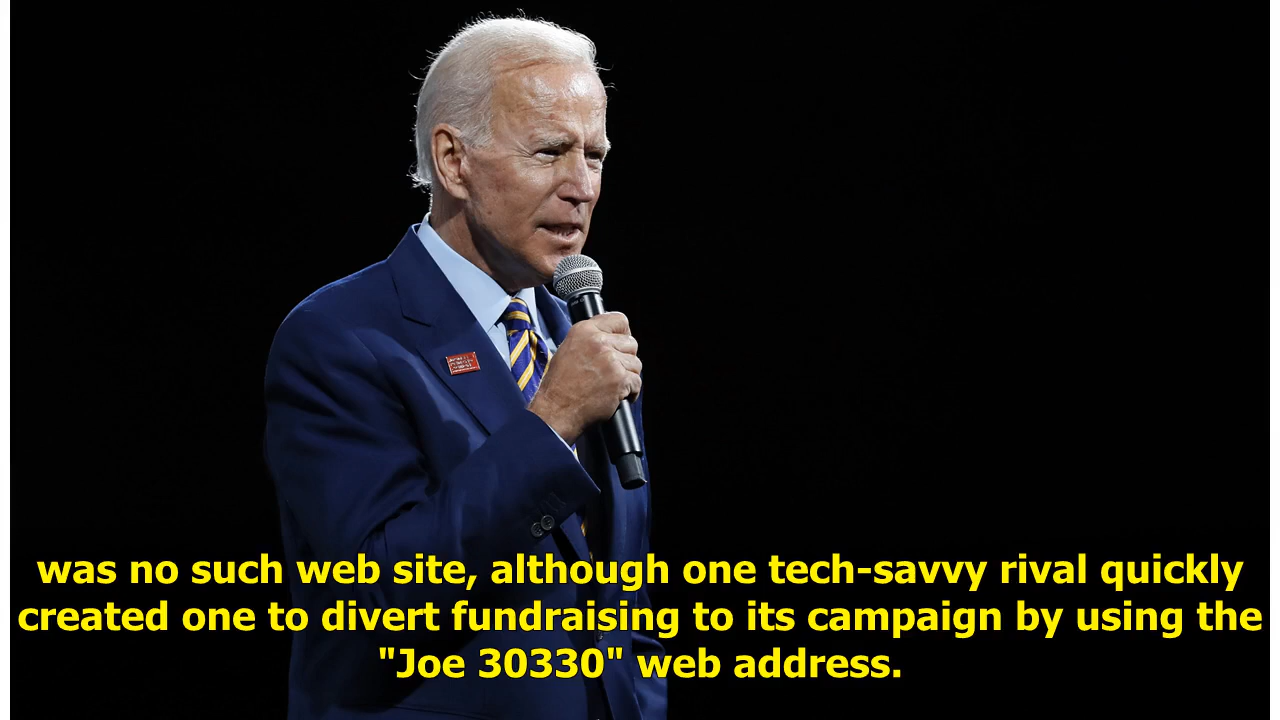 was no such web site, although one tech-savvy rival quickly
created one to divert fundraising to its campaign by using the
"Joe 30330" web address.